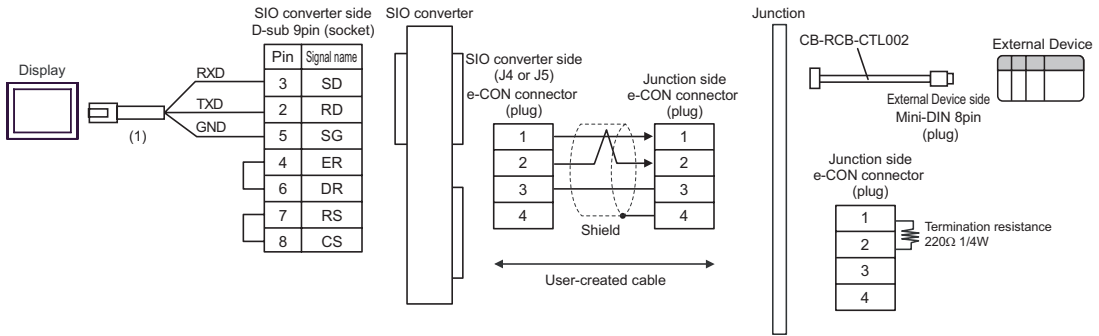 Display
(1)
RXD
TXD
GND
SIO converter side
D-sub 9pin (socket)
Pin Signal name
3 SD
2 RD
5 SG
4 ER
6 DR
7 RS
8 CS
SIO converter
SIO converter side
(J4 or J5)
e-CON connector
(plug)
1
2
3
4
Shield
User-created cable
Junction side
e-CON connector
(plug)
1
2
3
4
Junction
CB-RCB-CTL002
External Device side
Mini-DIN 8pin
(plug)
External Device
Junction side
e-CON connector
(plug)
1
2
3
4
Termination resistance
220Ω 1/4W